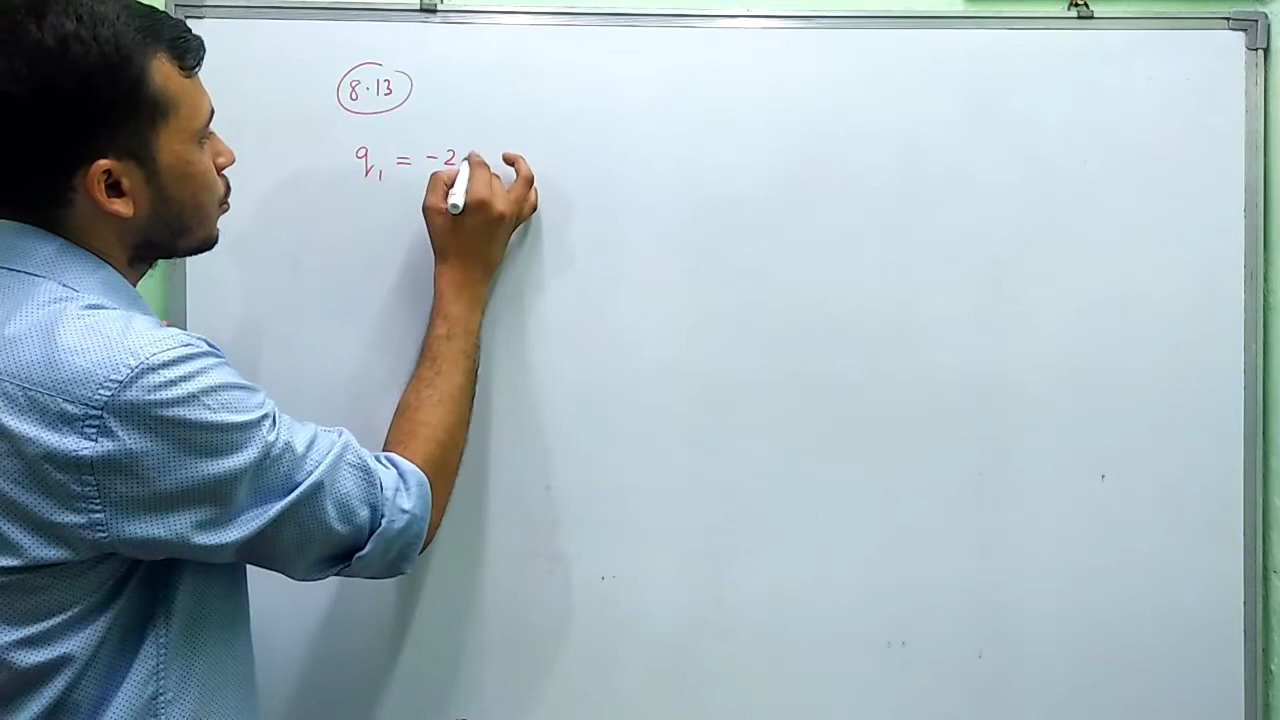 8.13
q₁ = -2